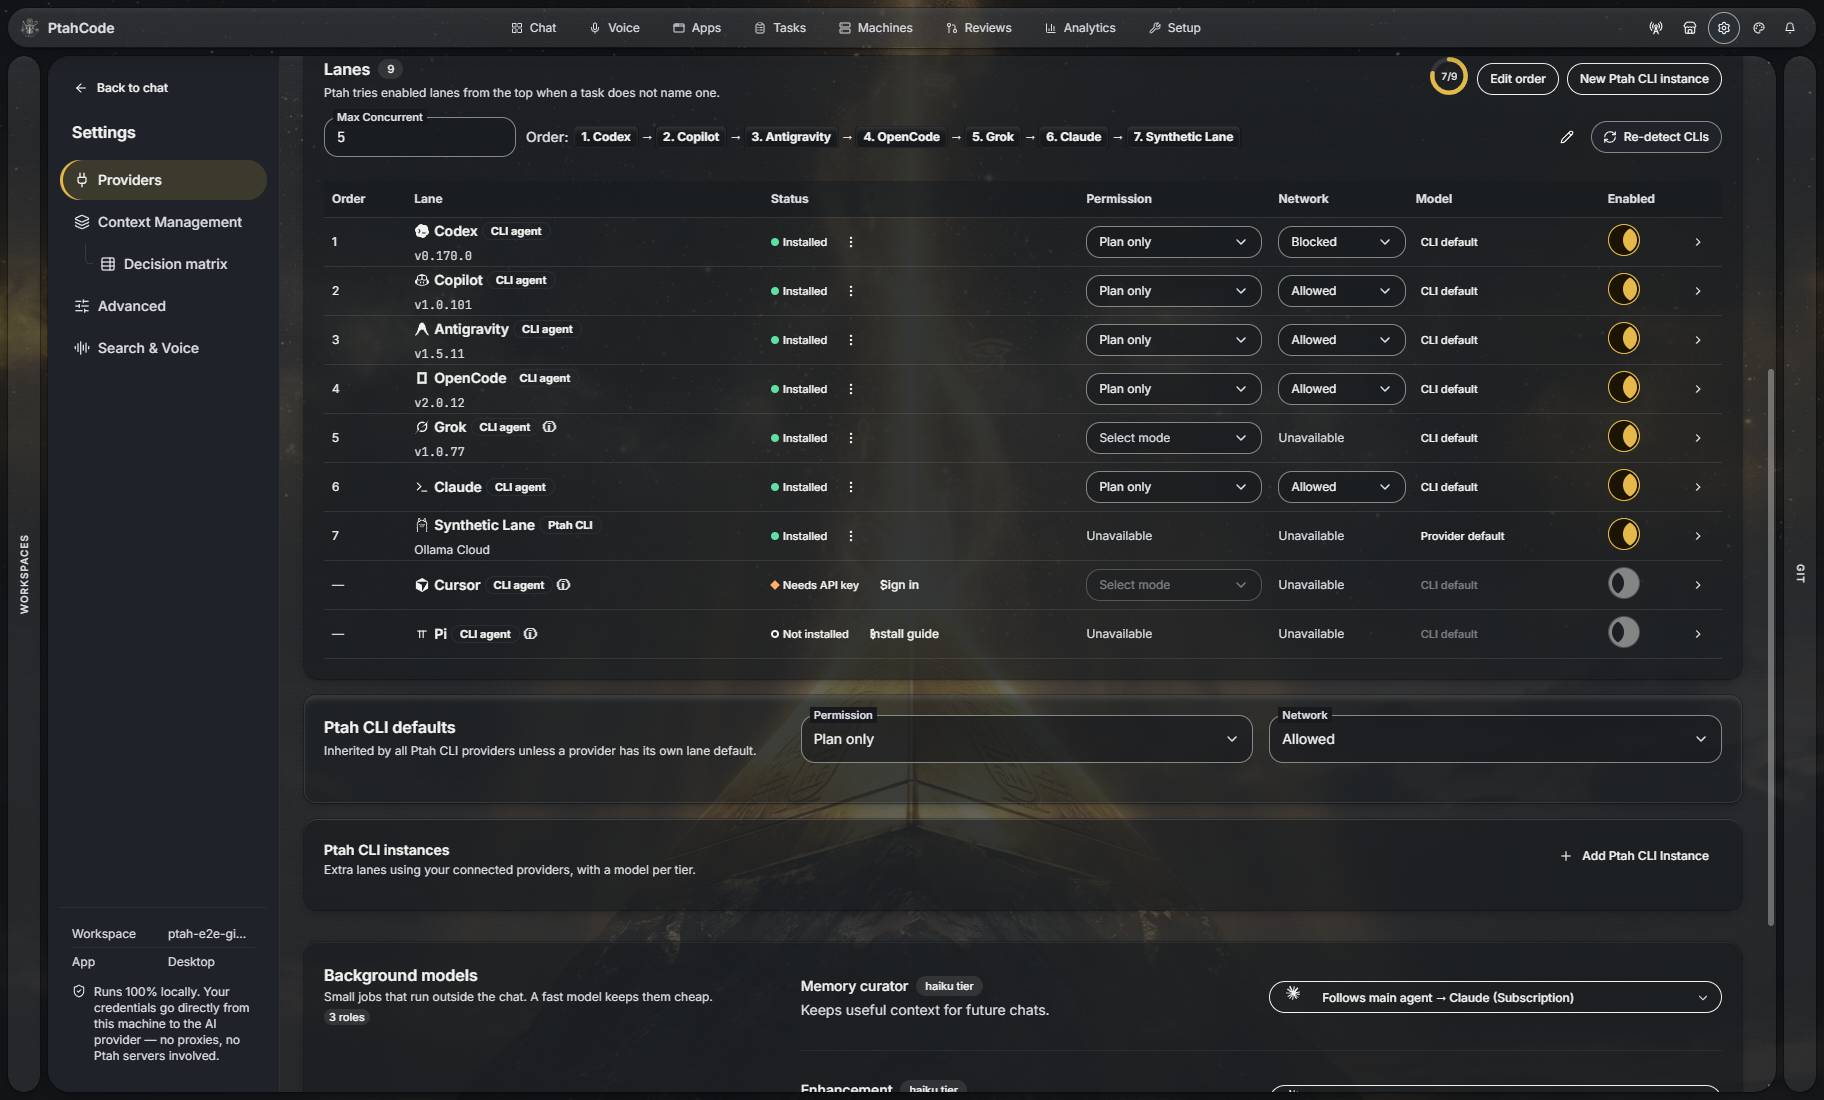 PtahCode
Chat
Voice
Apps
Tasks
Machines
Reviews
Analytics
Setup
WORKSPACES
Back to chat
Settings
Providers
Context Management
Decision matrix
Advanced
Search & Voice
Workspace ptah-e2e-gi...
App Desktop
Runs 100% locally. Your
credentials go directly from
this machine to the AI
provider — no proxies, no
Ptah servers involved.
Lanes 9
Ptah tries enabled lanes from the top when a task does not name one.
7/9
Edit order
New Ptah CLI instance
Max Concurrent
5
Order: 1. Codex → 2. Copilot → 3. Antigravity → 4. OpenCode → 5. Grok → 6. Claude → 7. Synthetic Lane
Re-detect CLIs
Order Lane Status Permission Network Model Enabled
1 Codex CLI agent Installed Plan only Blocked CLI default
v0.170.0
2 Copilot CLI agent Installed Plan only Allowed CLI default
v1.0.101
3 Antigravity CLI agent Installed Plan only Allowed CLI default
v1.5.11
4 OpenCode CLI agent Installed Plan only Allowed CLI default
v2.0.12
5 Grok CLI agent Installed Select mode Unavailable CLI default
v1.0.77
6 Claude CLI agent Installed Plan only Allowed CLI default
7 Synthetic Lane Ptah CLI Installed Unavailable Unavailable Provider default
Ollama Cloud
— Cursor CLI agent Needs API key Sign in Select mode Unavailable CLI default
— Pi CLI agent Not installed Install guide Unavailable Unavailable CLI default
Ptah CLI defaults
Inherited by all Ptah CLI providers unless a provider has its own lane default.
Permission
Plan only
Network
Allowed
Ptah CLI instances
Extra lanes using your connected providers, with a model per tier.
Add Ptah CLI Instance
Background models
Small jobs that run outside the chat. A fast model keeps them cheap.
3 roles
Memory curator haiku tier
Keeps useful context for future chats.
Follows main agent → Claude (Subscription)
Enhancement haiku tier
GIT